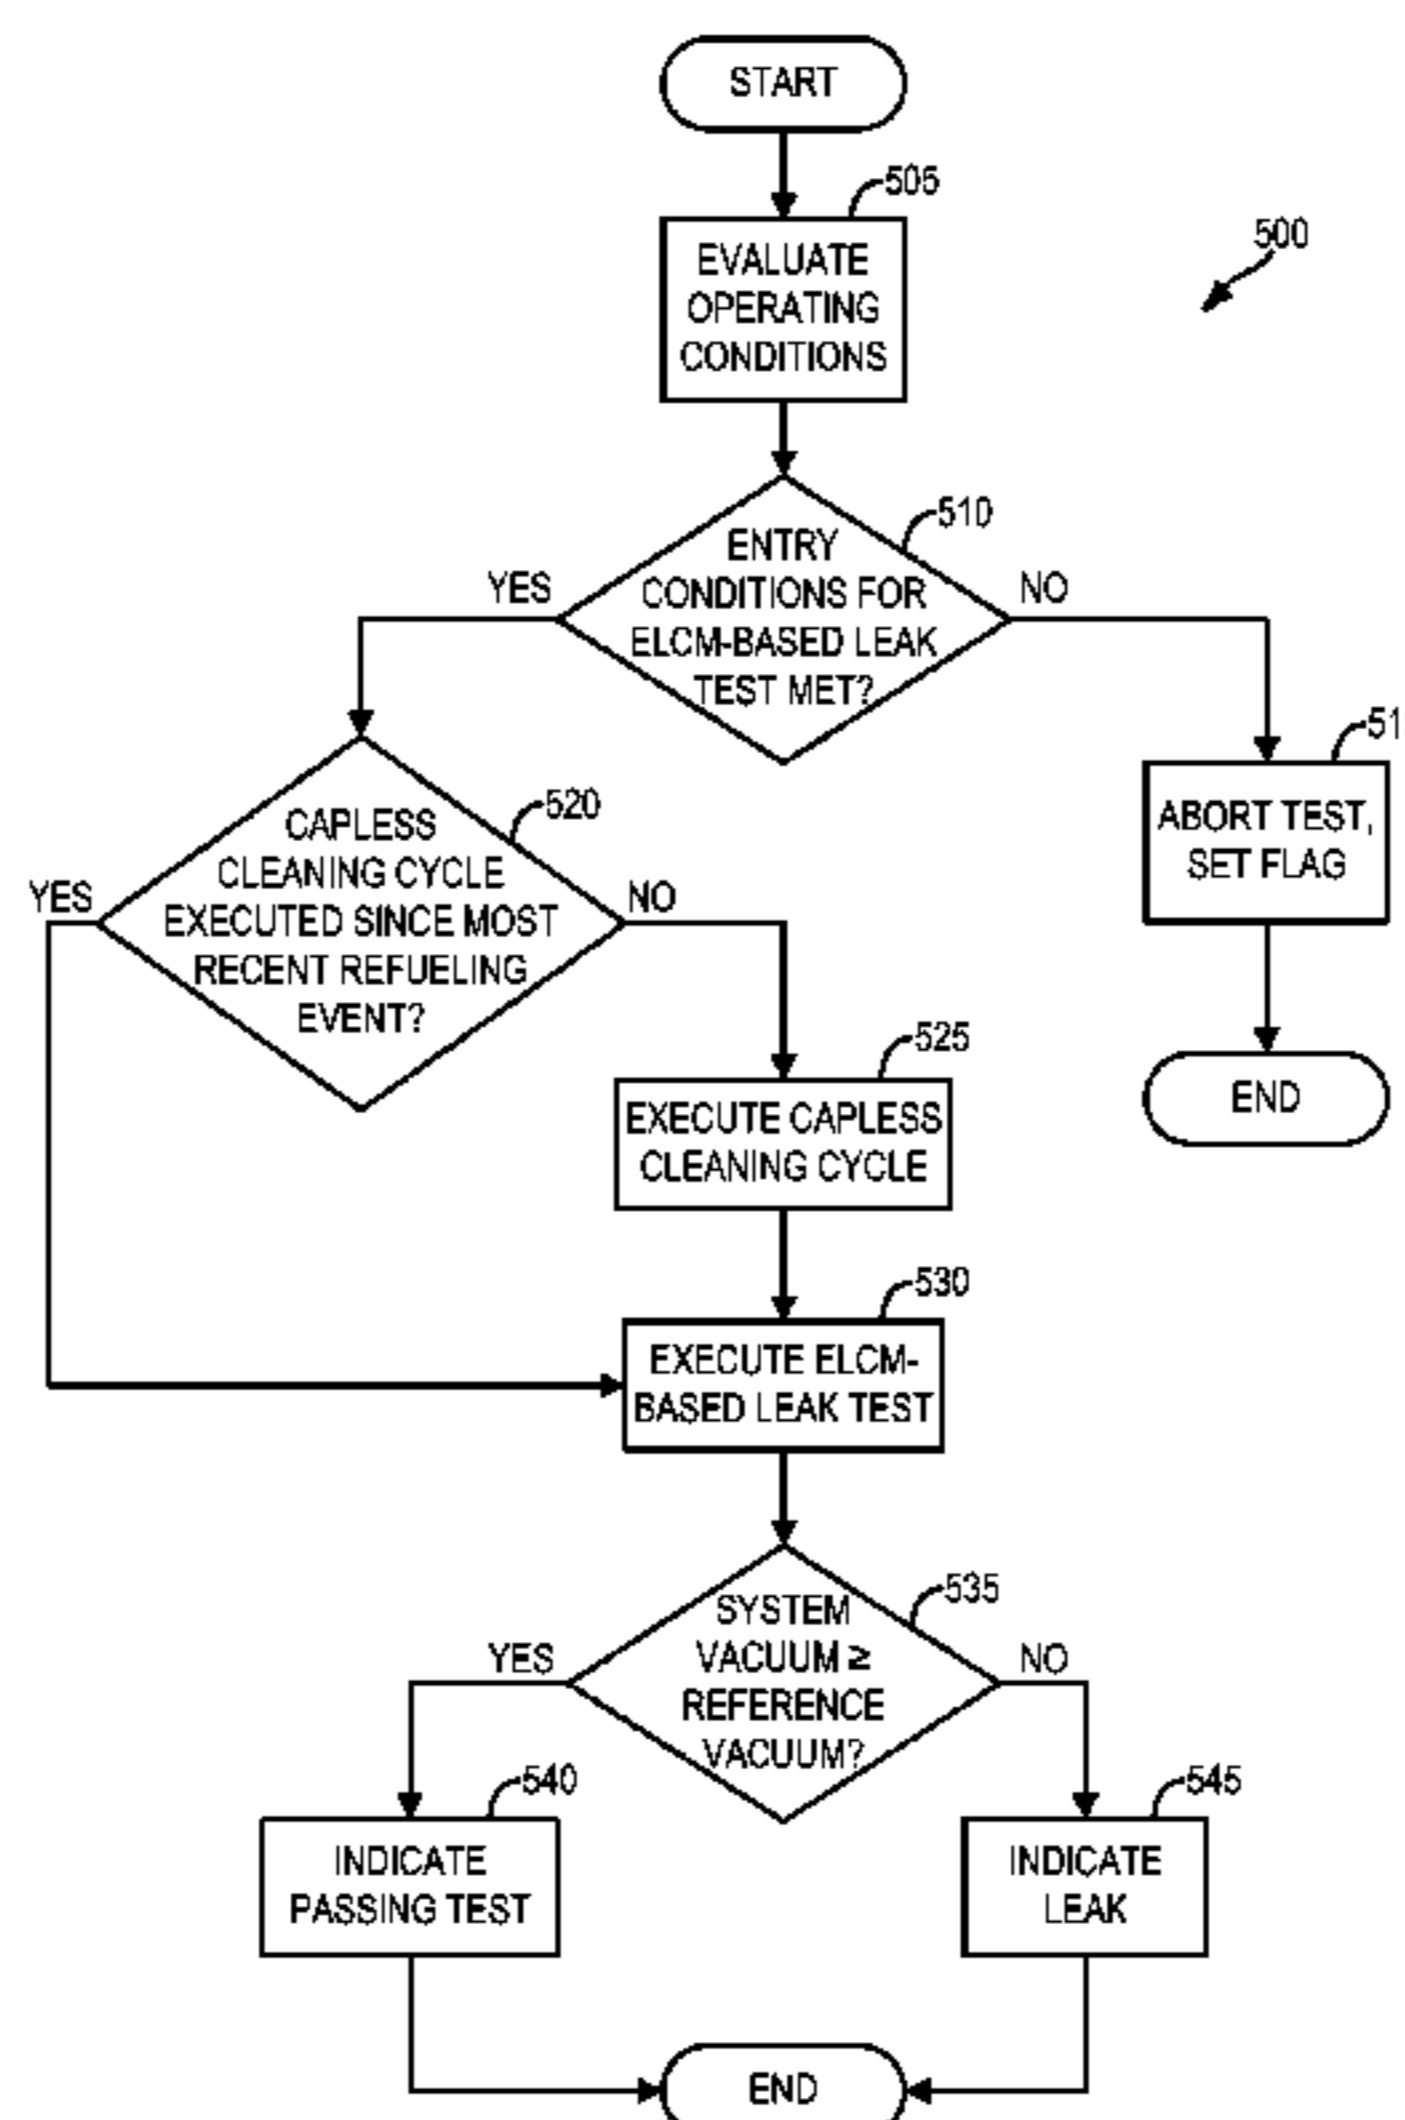 START
505
EVALUATE
OPERATING
CONDITIONS
500
510
ENTRY
CONDITIONS FOR
ELCM-BASED LEAK
TEST MET?
YES
NO
ABORT TEST,
SET FLAG
END
520
CAPLESS
CLEANING CYCLE
EXECUTED SINCE MOST
RECENT REFUELING
EVENT?
YES
NO
525
EXECUTE CAPLESS
CLEANING CYCLE
530
EXECUTE ELCM-
BASED LEAK TEST
535
SYSTEM
VACUUM ≥
REFERENCE
VACUUM?
YES
NO
540
INDICATE
PASSING TEST
545
INDICATE
LEAK
END